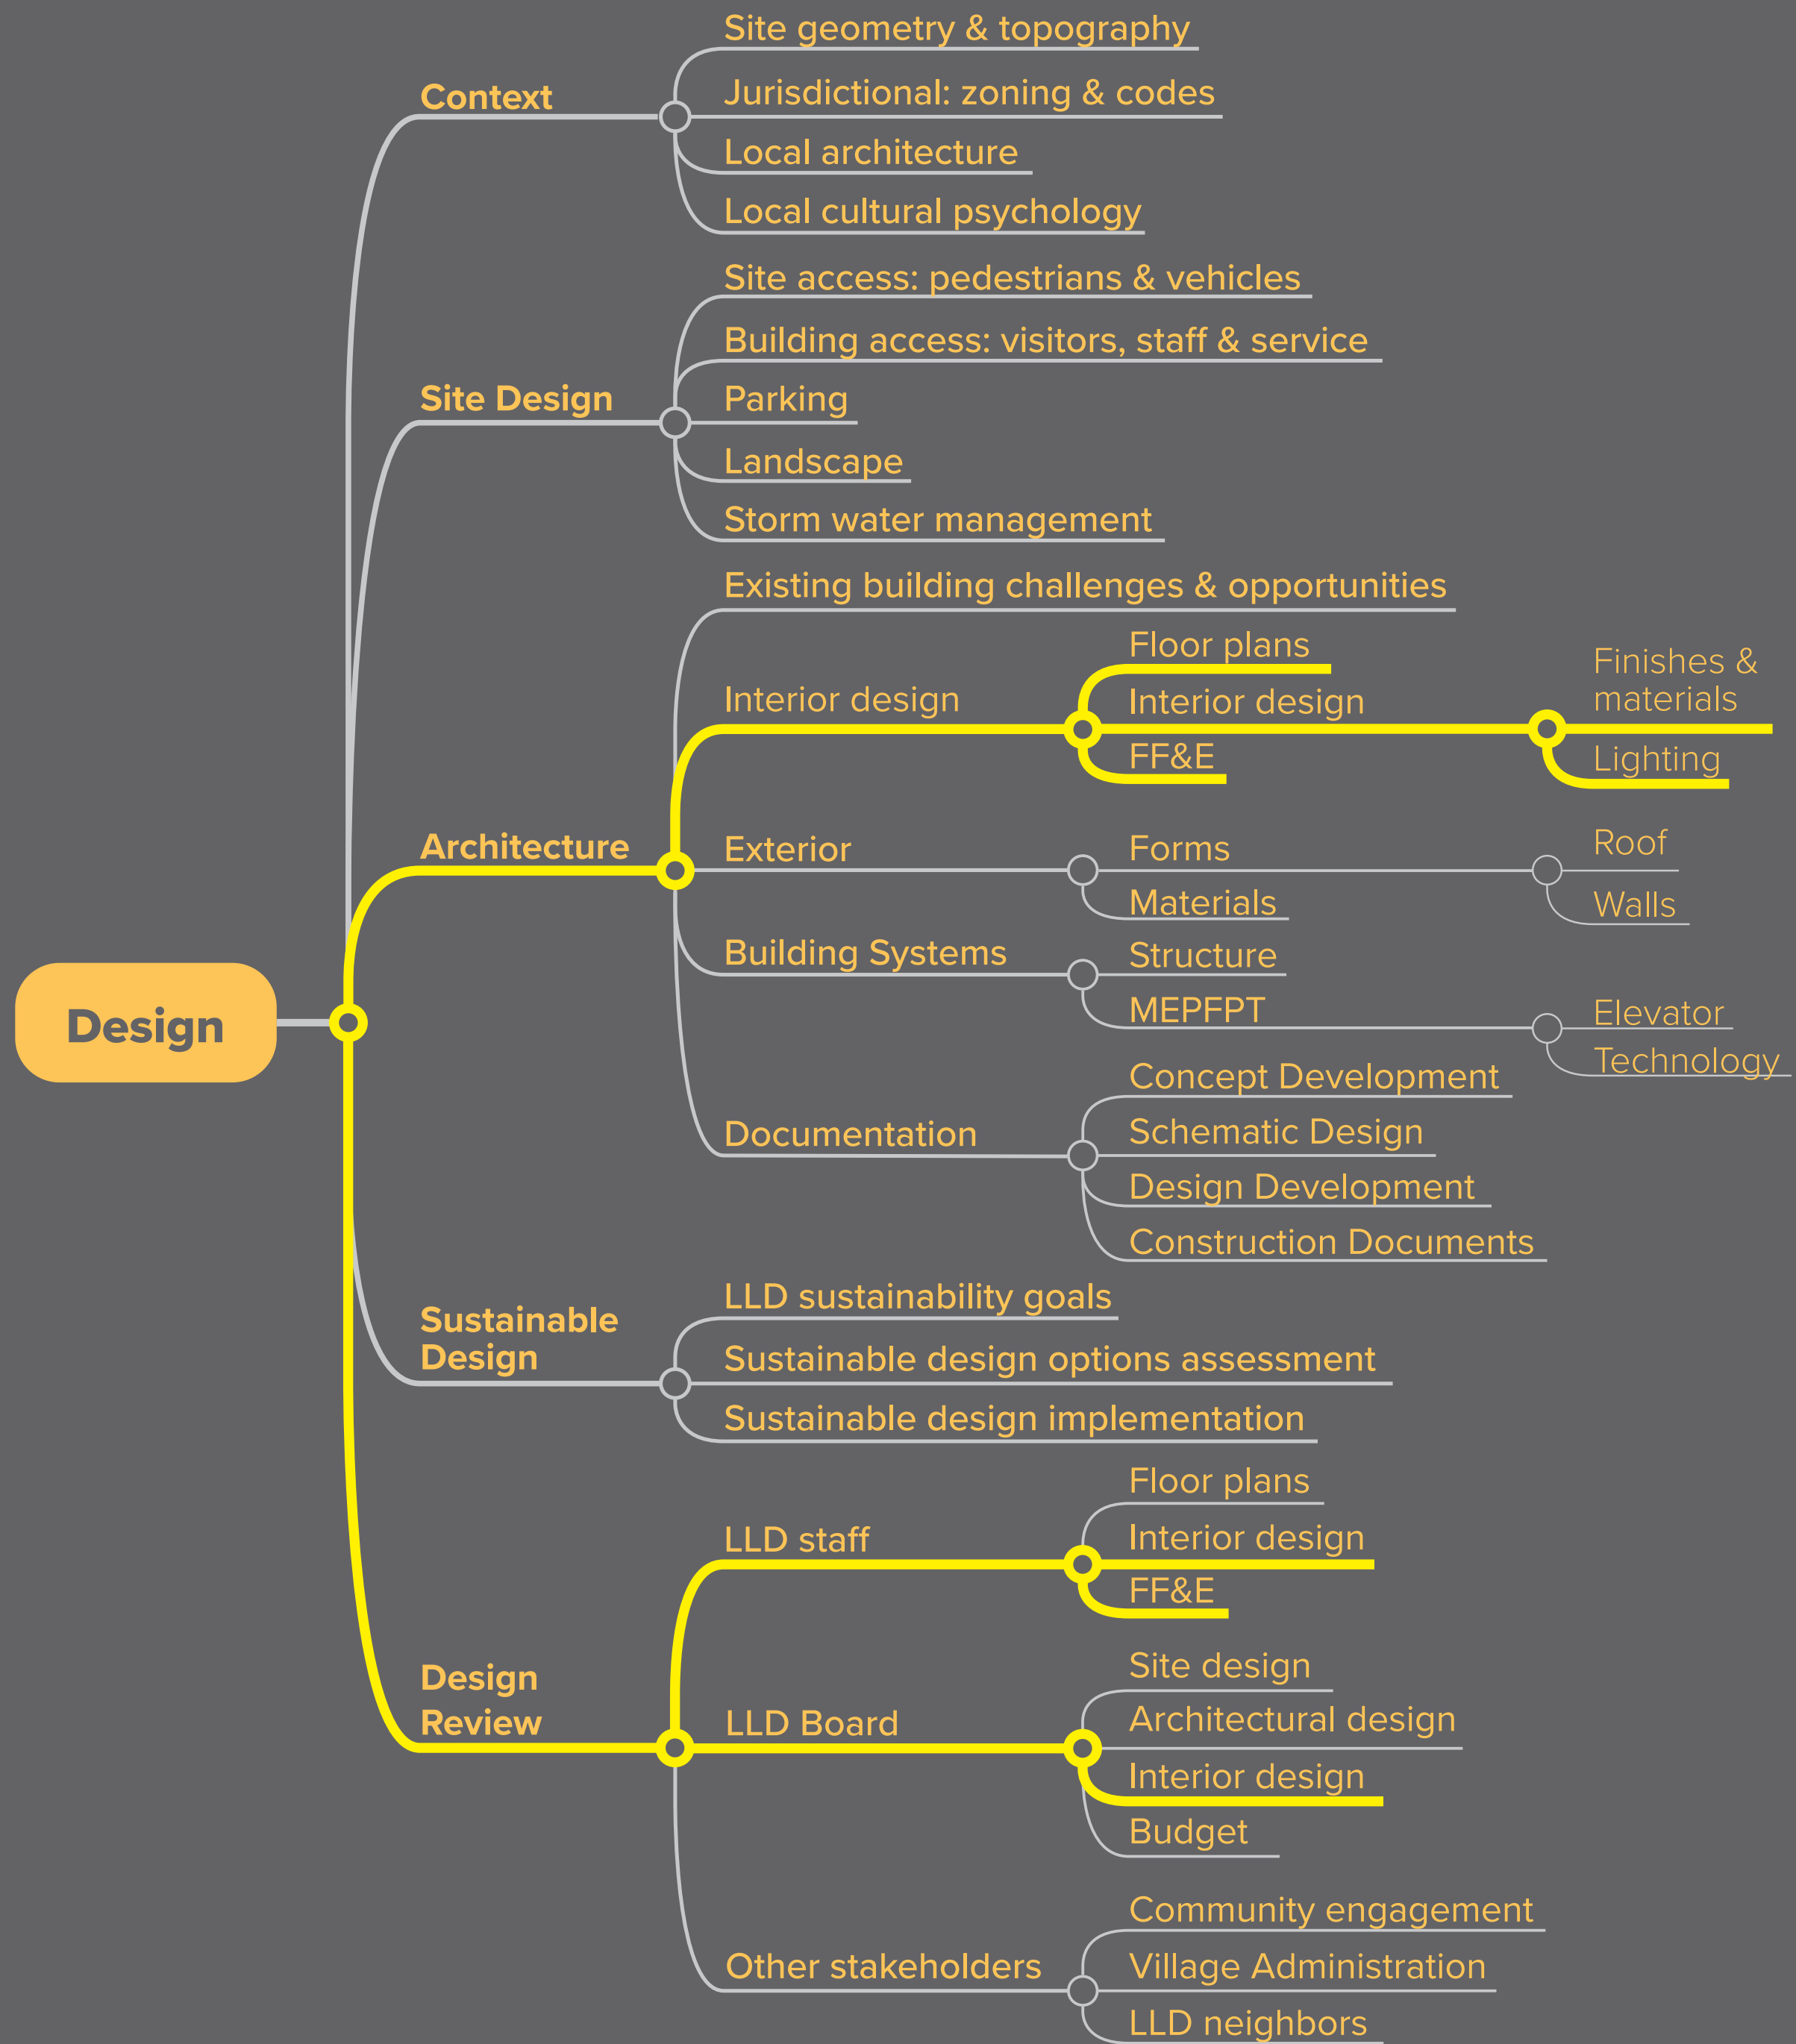 Site geometry & topography
Context
Jurisdictional: zoning & codes
Local architecture
Local cultural psychology
Site access: pedestrians & vehicles
Building access: visitors, staff & service
Site Design
Parking
Landscape
Storm water management
Existing building challenges & opportunities
Interior design
Floor plans
Interior design
FF&E
Finishes &
materials
Lighting
Architecture
Exterior
Forms
Materials
Roof
Walls
Building Systems
Structure
MEPFPT
Elevator
Technology
Design
Documentation
Concept Development
Schematic Design
Design Development
Construction Documents
Sustainable
Design
LLD sustainability goals
Sustainable design options assessment
Sustainable design implementation
Design
Review
LLD staff
Floor plans
Interior design
FF&E
LLD Board
Site design
Architectural design
Interior design
Budget
Other stakeholders
Community engagement
Village Administration
LLD neighbors